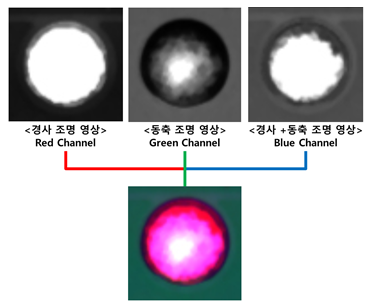 <경사 조명 영상>
Red Channel
<동축 조명 영상>
Green Channel
<경사 +동축 조명 영상>
Blue Channel